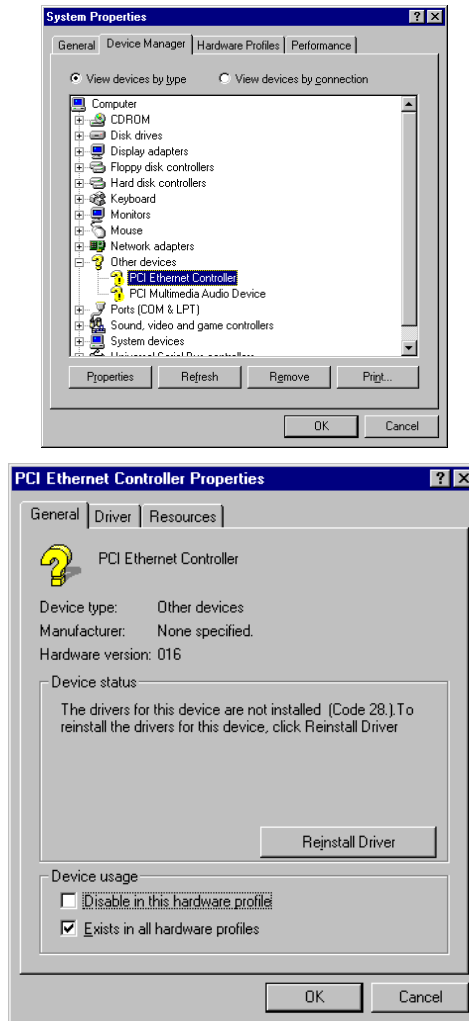 System Properties
General Device Manager Hardware Profiles Performance
View devices by type View devices by connection
Computer
CDROM
Disk drives
Display adapters
Floppy disk controllers
Hard disk controllers
Keyboard
Monitors
Mouse
Network adapters
Other devices
PCI Ethernet Controller
PCI Multimedia Audio Device
Ports (COM & LPT)
Sound, video and game controllers
System devices
Universal Serial Bus controllers
Properties Refresh Remove Print...
OK Cancel
PCI Ethernet Controller Properties
General Driver Resources
PCI Ethernet Controller
Device type: Other devices
Manufacturer: None specified.
Hardware version: 016
Device status
The drivers for this device are not installed (Code 28.).To
reinstall the drivers for this device, click Reinstall Driver
Reinstall Driver
Device usage
Disable in this hardware profile
Exists in all hardware profiles
OK Cancel